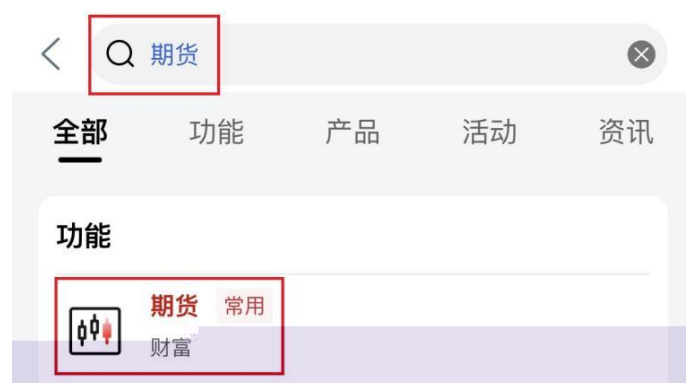 期货
全部 功能 产品 活动 资讯
功能
期货 常用
财富